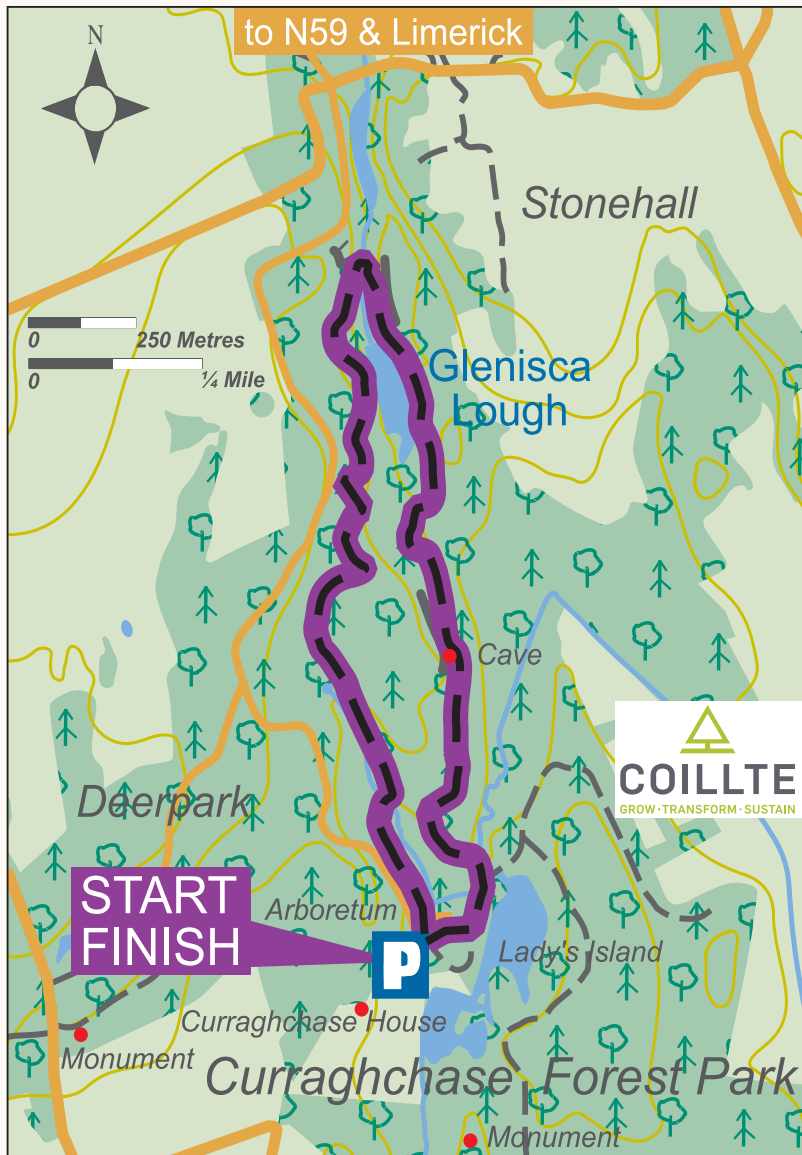 to N59 & Limerick
N
Stonehall
0 250 Metres
0 ¼ Mile
Glenisca
Lough
Cave
COILLTE
GROW·TRANSFORM·SUSTAIN
Deerpark
START
FINISH
Arboretum
P
Lady's Island
Curraghchase House
Monument
Curraghchase Forest Park
Monument